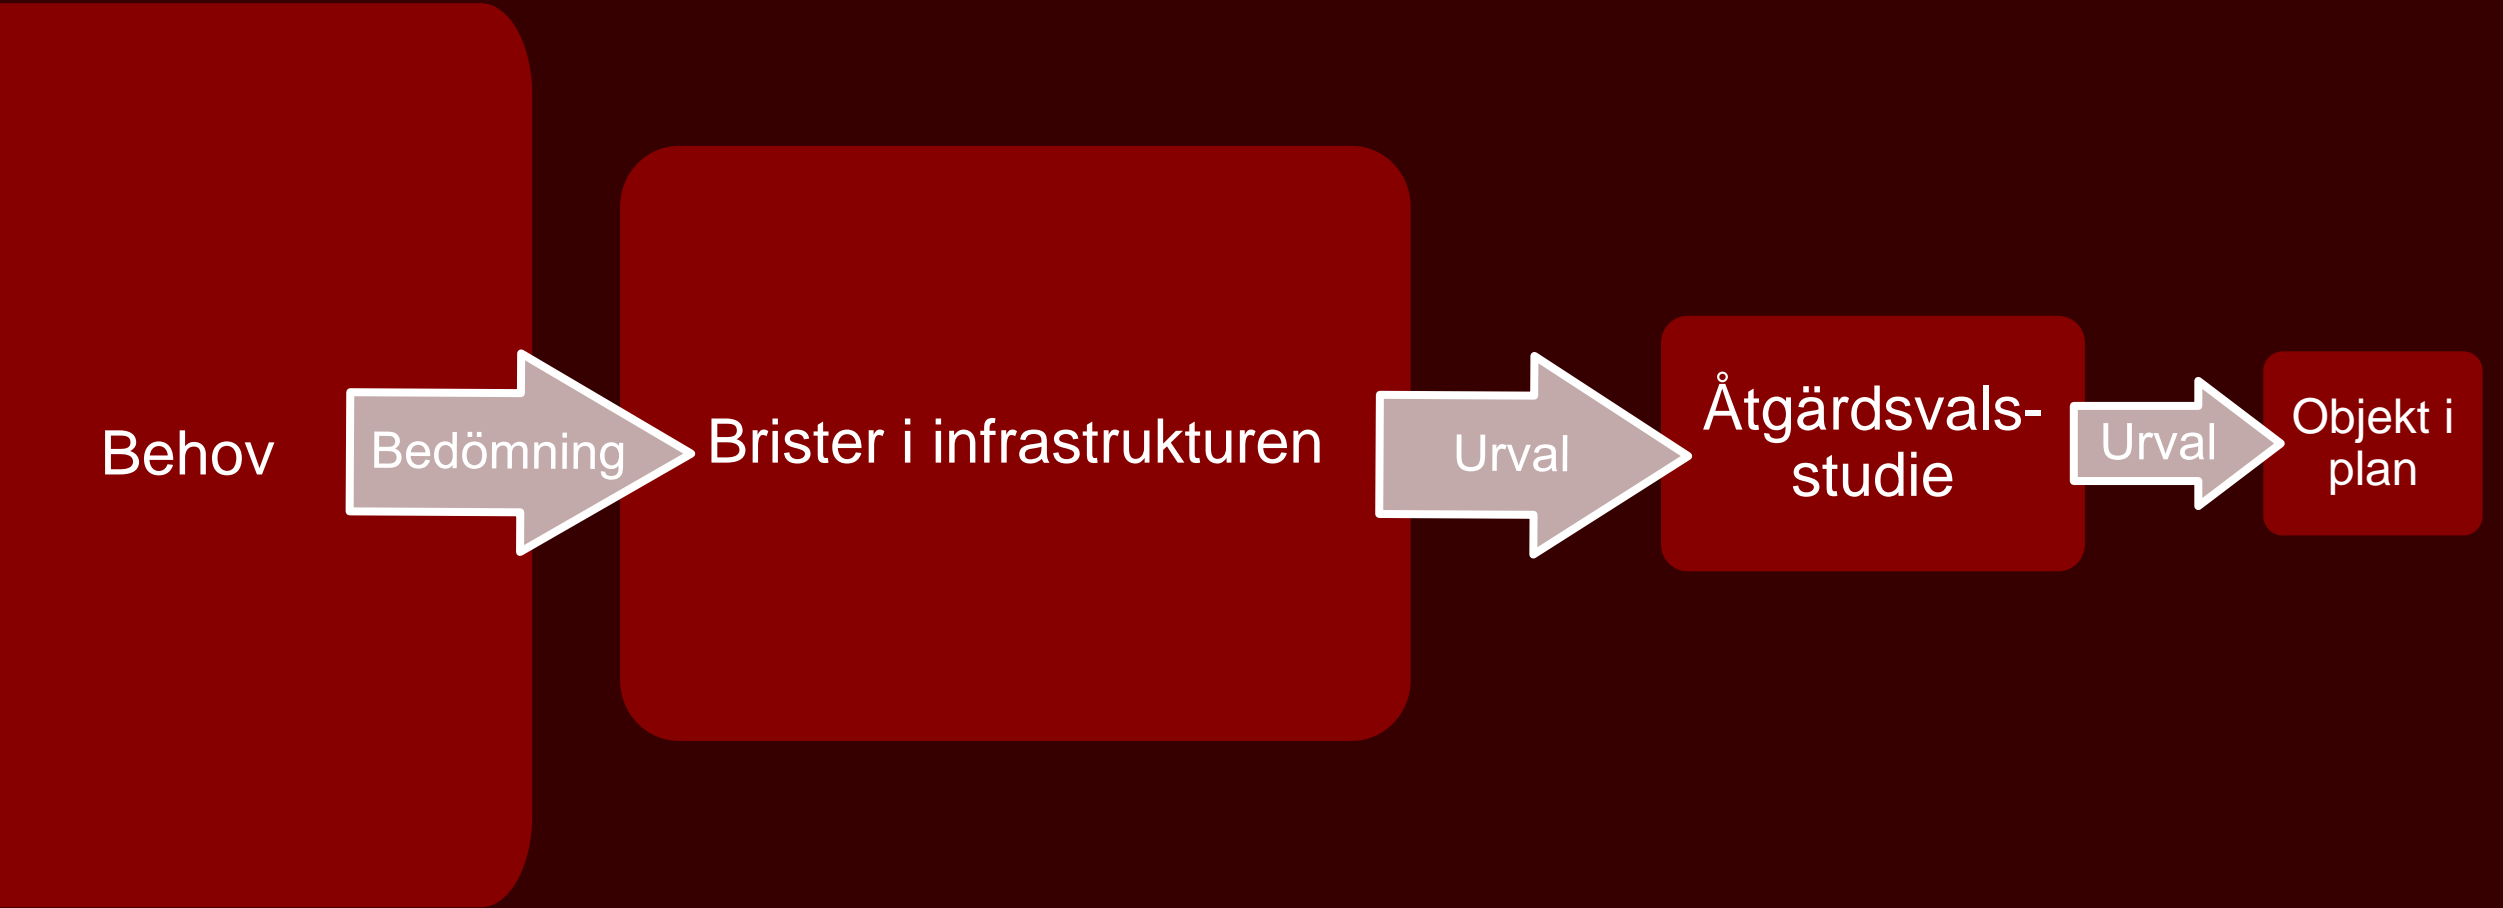 Behov
Bedömning
Brister i infrastrukturen
Urval
Åtgärdsvals-
studie
Urval
Objekt i
plan